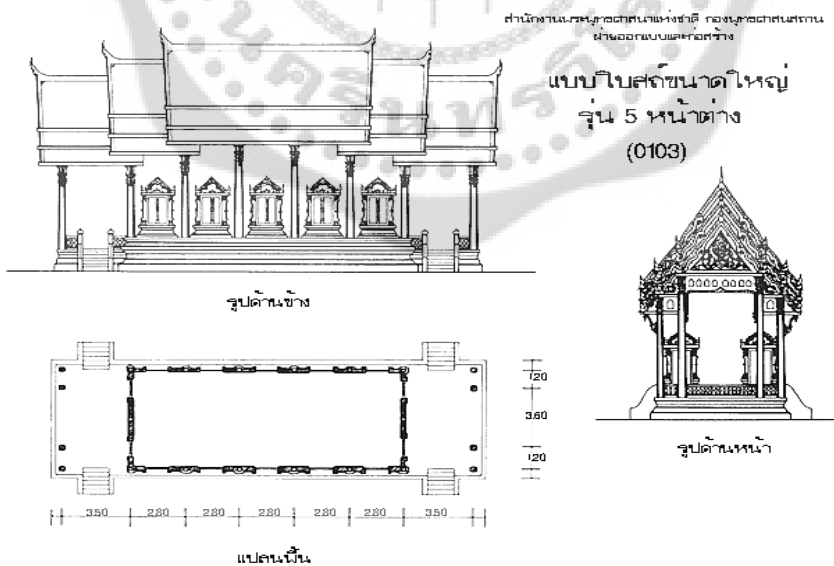 สำนักงานพระพุทธศาสนาแห่งชาติ กองพุทธศาสนสถาน
ฝ่ายออกแบบและก่อสร้าง
แบบโบสถ์ขนาดใหญ่
รุ่น 5 หน้าต่าง
(0103)
รูปด้านข้าง
รูปด้านหน้า
1.20
3.60
1.20
3.50 2.80 2.80 2.80 2.80 2.80 3.50
แปลนพื้น